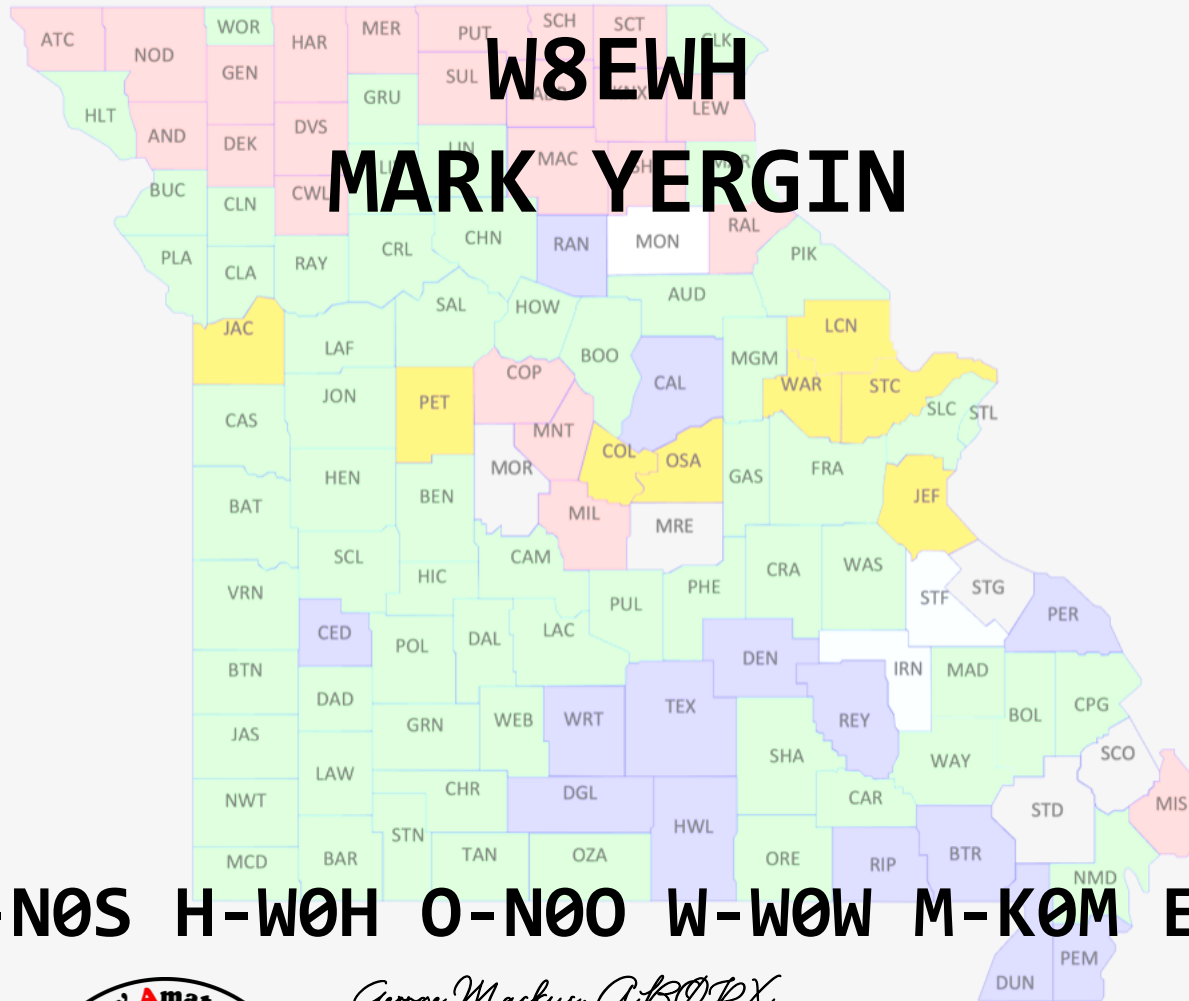 WOR SCH SCT
ATC NOD HAR MER PUT CLK
W8EWH
GEN SUL KNX
HLT GRU LEW
AND DEK DVS LIN MAC
MARK YERGIN
BUC CLN CWL RAL
PLA CLA RAY CRL CHN RAN MON PIK
SAL HOW AUD
JAC LAF BOO MGM LCN
CAS JON PET COP CAL WAR STC SLC STL
MNT COL OSA
BAT HEN BEN MOR GAS FRA JEF
MIL MRE
VRN SCL HIC CAM PHE CRA WAS STF STG
CED POL DAL LAC PUL DEN PER
BTN DAD IRN MAD
JAS GRN WEB WRT TEX REY BOL CPG
NWT LAW CHR DGL SHA WAY SCO
CAR STD MIS
MCD BAR STN TAN OZA HWL ORE RIP BTR
NMD
-N0S H-W0H O-N0O W-W0W M-K0M E
DUN PEM